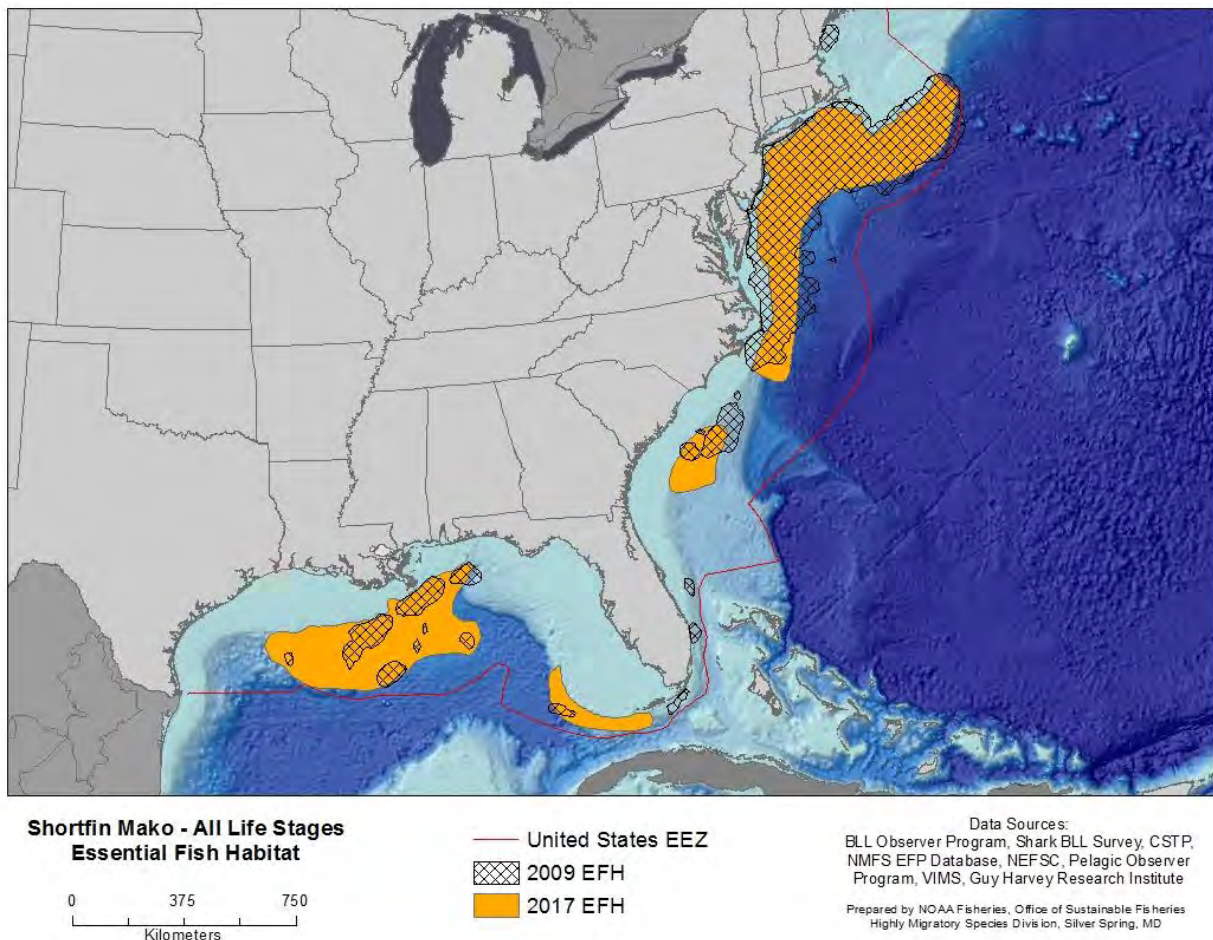 Shortfin Mako - All Life Stages
Essential Fish Habitat
0 375 750
Kilometers
United States EEZ
2009 EFH
2017 EFH
Data Sources:
BLL Observer Program, Shark BLL Survey, CSTP,
NMFS EFP Database, NEFSC, Pelagic Observer
Program, VIMS, Guy Harvey Research Institute
Prepared by NOAA Fisheries, Office of Sustainable Fisheries
Highly Migratory Species Division, Silver Spring, MD